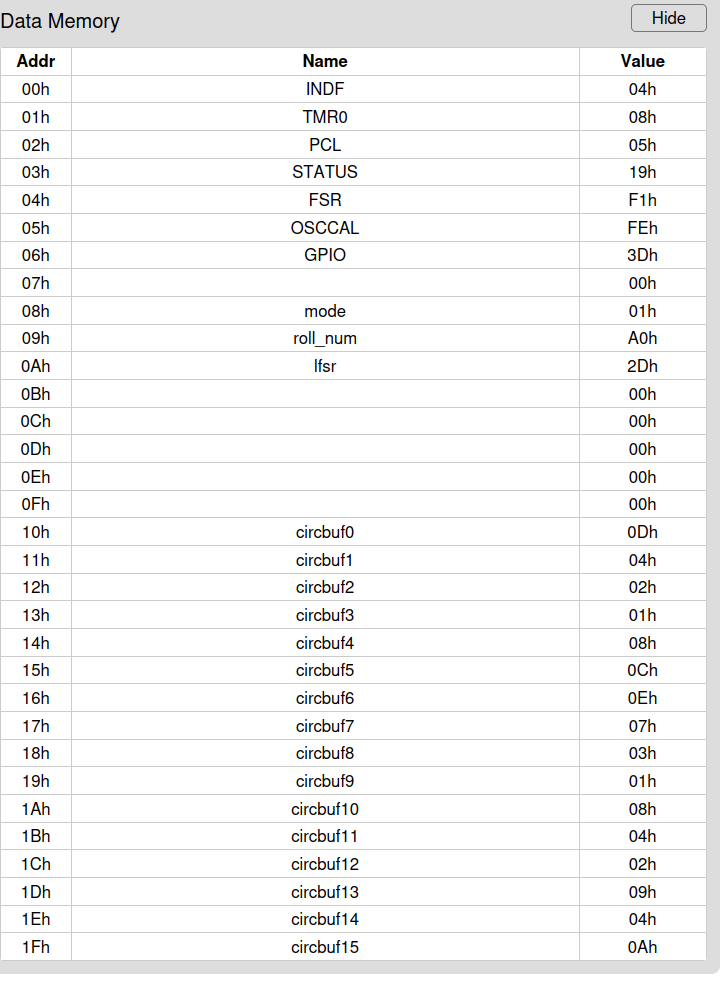 Data Memory Hide
Addr Name Value
00h INDF 04h
01h TMR0 08h
02h PCL 05h
03h STATUS 19h
04h FSR F1h
05h OSCCAL FEh
06h GPIO 3Dh
07h 00h
08h mode 01h
09h roll_num A0h
0Ah lfsr 2Dh
0Bh 00h
0Ch 00h
0Dh 00h
0Eh 00h
0Fh 00h
10h circbuf0 0Dh
11h circbuf1 04h
12h circbuf2 02h
13h circbuf3 01h
14h circbuf4 08h
15h circbuf5 0Ch
16h circbuf6 0Eh
17h circbuf7 07h
18h circbuf8 03h
19h circbuf9 01h
1Ah circbuf10 08h
1Bh circbuf11 04h
1Ch circbuf12 02h
1Dh circbuf13 09h
1Eh circbuf14 04h
1Fh circbuf15 0Ah